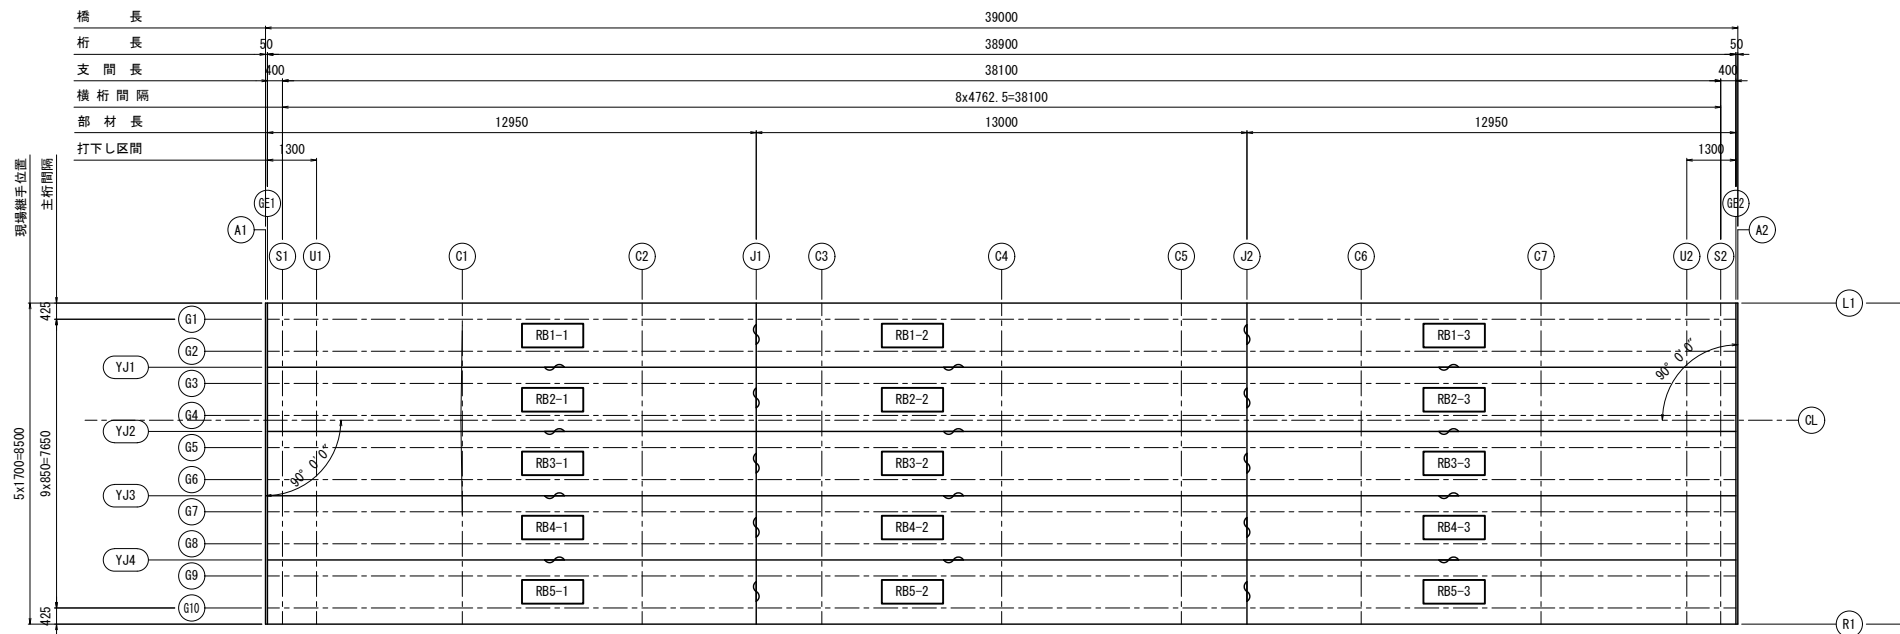 橋長 39000
桁長 50 38900 50
支間長 400 38100 400
横桁間隔 8x4762.5=38100
部材長 12950 13000 12950
打下し区間 1300 1300
現場継手位置
主桁間隔
GE1 GE2
A1 A2
S1 U1 C1 C2 J1 C3 C4 C5 J2 C6 C7 U2 S2
425
L1
G1
RB1-1 RB1-2 RB1-3
G2
YJ1
90° 0'0"
G3
RB2-1 RB2-2 RB2-3
G4
CL
YJ2
G5
5x1700=8500
9x850=7650
RB3-1 RB3-2 RB3-3
90° 0'0"
G6
YJ3
G7
RB4-1 RB4-2 RB4-3
G8
YJ4
G9
RB5-1 RB5-2 RB5-3
G10
425
R1